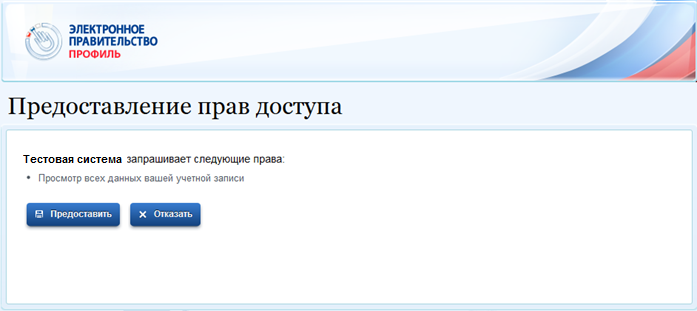 ЭЛЕКТРОННОЕ
ПРАВИТЕЛЬСТВО
ПРОФИЛЬ
Предоставление прав доступа
Тестовая система запрашивает следующие права:
• Просмотр всех данных вашей учетной записи
Предоставить Отказать